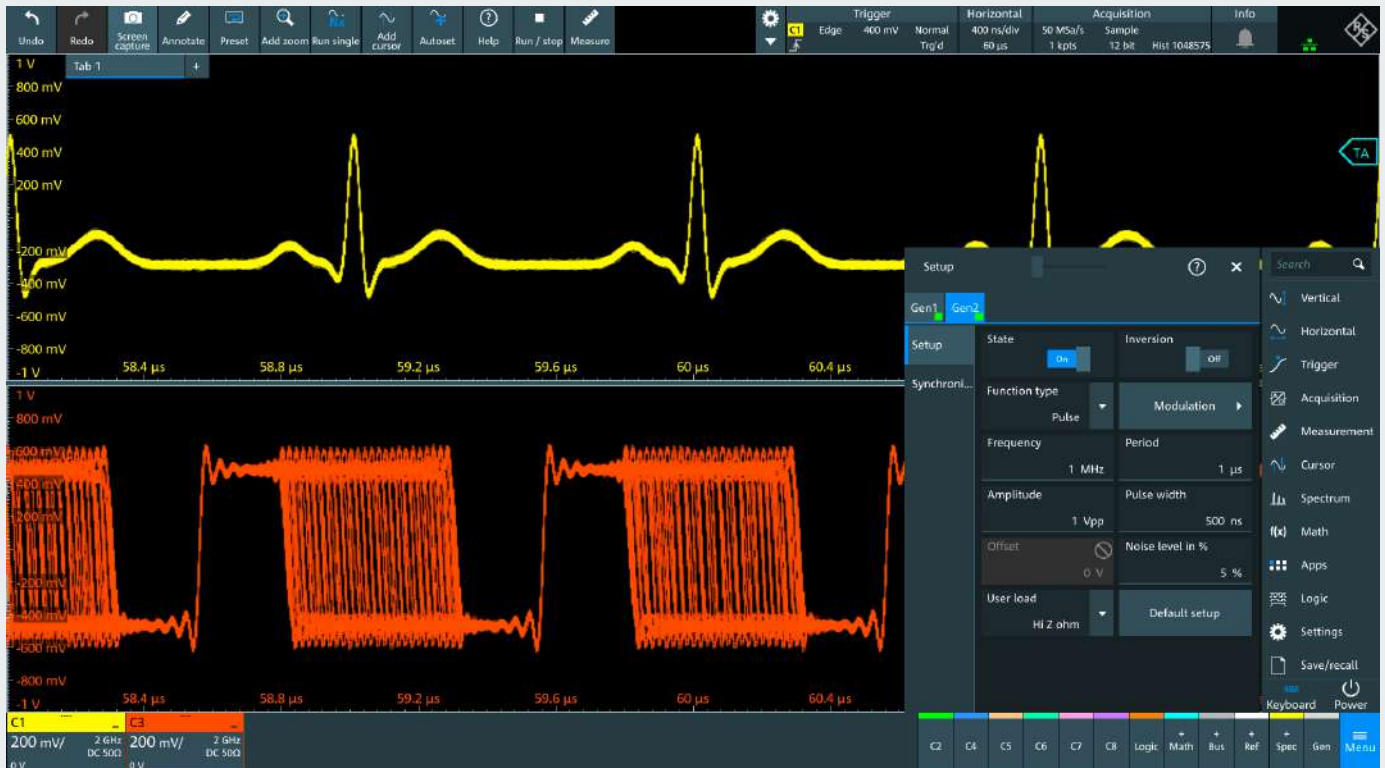 Undo
Redo
Screen capture
Annotate
Preset
Add zoom
Run single
Add cursor
Autoset
Help
Run / stop
Measure
C1
Trigger
Edge
400 mV
Normal
Trg'd
Horizontal
400 ns/div
60 µs
Acquisition
50 MSa/s
Sample
1 kpts
12 bit
Hist 1048575
Info
R&S
1 V
Tab 1
+
800 mV
600 mV
400 mV
200 mV
-200 mV
-400 mV
-600 mV
-800 mV
-1 V
58.4 µs
58.8 µs
59.2 µs
59.6 µs
60 µs
60.4 µs
TA
1 V
800 mV
600 mV
400 mV
200 mV
-200 mV
-400 mV
-600 mV
-800 mV
-1 V
58.4 µs
58.8 µs
59.2 µs
59.6 µs
60 µs
60.4 µs
Setup
Gen1
Gen2
Setup
Synchroni...
State
On
Inversion
Off
Function type
Pulse
Modulation
Frequency
1 MHz
Period
1 µs
Amplitude
1 Vpp
Pulse width
500 ns
Offset
0 V
Noise level in %
5 %
User load
Hi Z ohm
Default setup
Search
Vertical
Horizontal
Trigger
Acquisition
Measurement
Cursor
Spectrum
f(x) Math
Apps
Logic
Settings
Save/recall
Keyboard
Power
C1
200 mV/
2 GHz
DC 50Ω
0 V
C3
200 mV/
2 GHz
DC 50Ω
0 V
C2
C4
C5
C6
C7
C8
Logic
+ Math
+ Bus
+ Ref
+ Spec
Gen
Menu